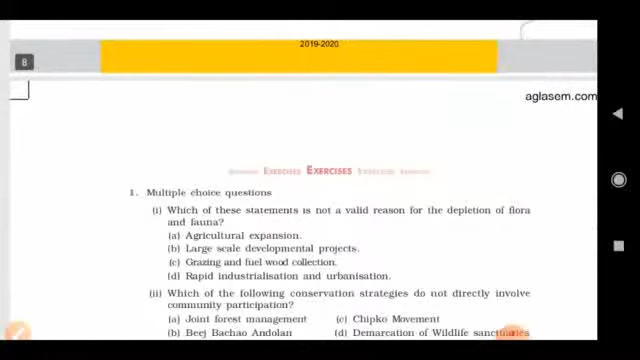 2019-2020
8
aglasem.com
EXERCISES EXERCISES EXERCISES
1. Multiple choice questions
(i) Which of these statements is not a valid reason for the depletion of flora
and fauna?
(a) Agricultural expansion.
(b) Large scale developmental projects.
(c) Grazing and fuel wood collection.
(d) Rapid industrialisation and urbanisation.
(ii) Which of the following conservation strategies do not directly involve
community participation?
(a) Joint forest management (c) Chipko Movement
(b) Beej Bachao Andolan (d) Demarcation of Wildlife sanctuaries